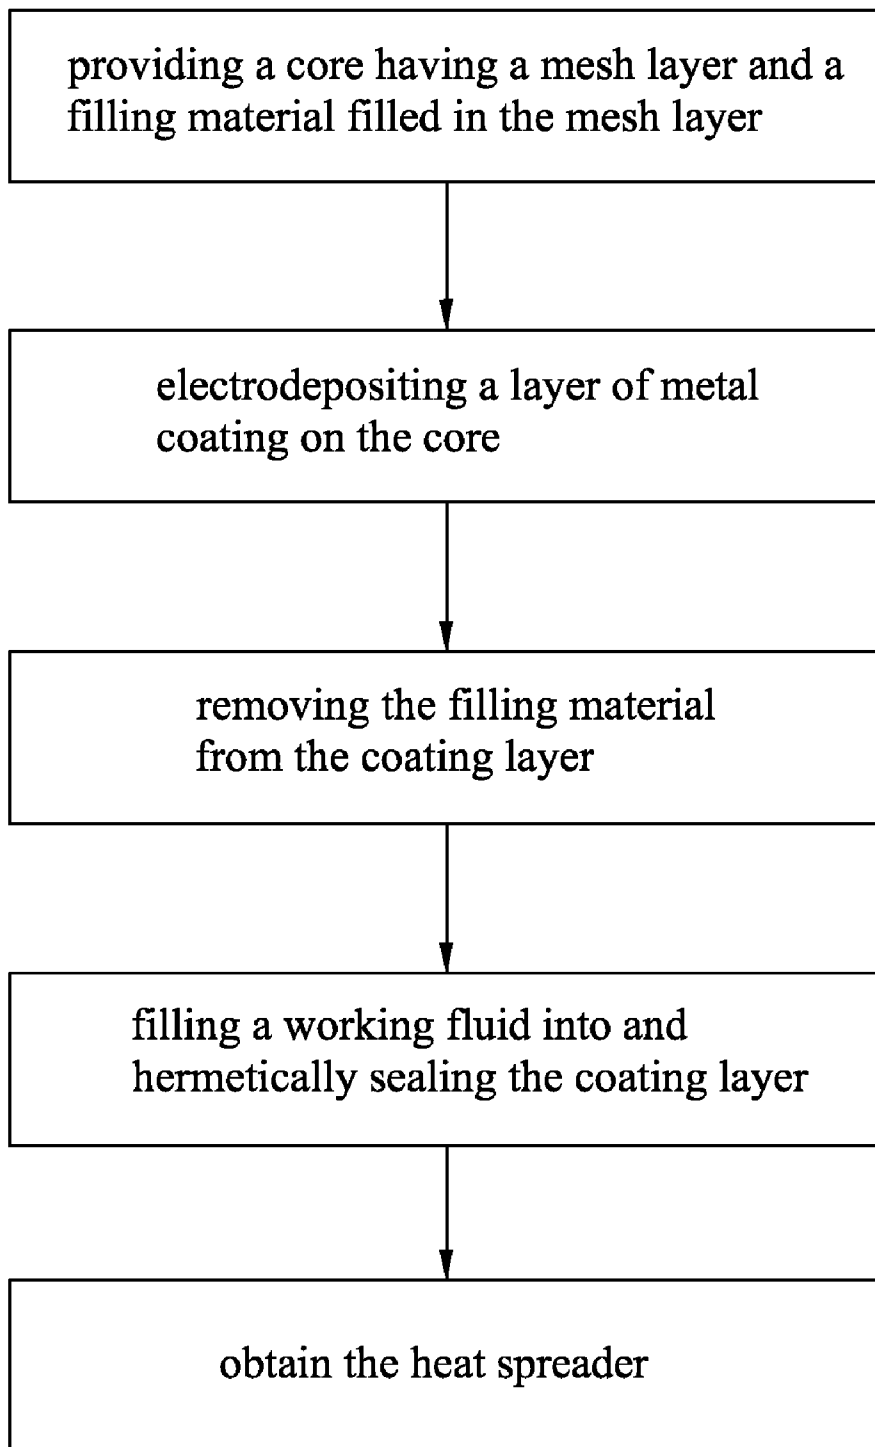 providing a core having a mesh layer and a
filling material filled in the mesh layer
electrodepositing a layer of metal
coating on the core
removing the filling material
from the coating layer
filling a working fluid into and
hermetically sealing the coating layer
obtain the heat spreader